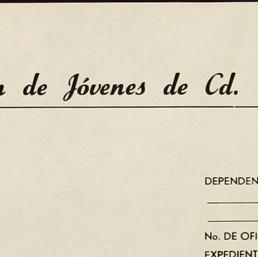 de Jóvenes de Cd.
DEPENDEN
No. DE OFI
EXPEDIENT